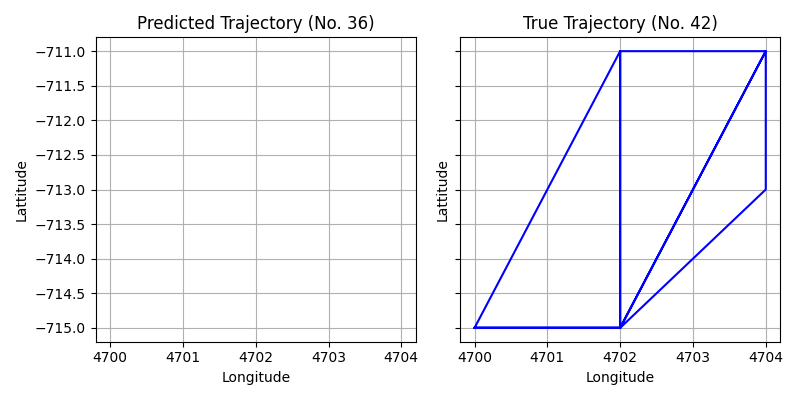 Predicted Trajectory (No. 36)
−711.0
−711.5
−712.0
−712.5
−713.0
−713.5
−714.0
−714.5
−715.0
Lattitude
4700 4701 4702 4703 4704
Longitude
True Trajectory (No. 42)
Lattitude
4700 4701 4702 4703 4704
Longitude